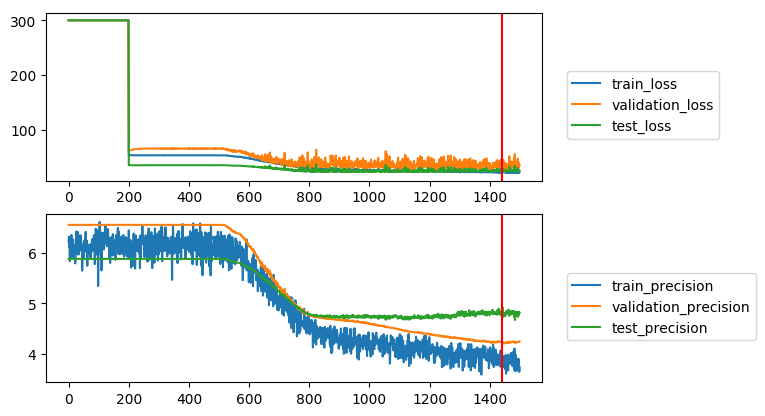 300
200
100
0 200 400 600 800 1000 1200 1400
train_loss
validation_loss
test_loss
6
5
4
0 200 400 600 800 1000 1200 1400
train_precision
validation_precision
test_precision